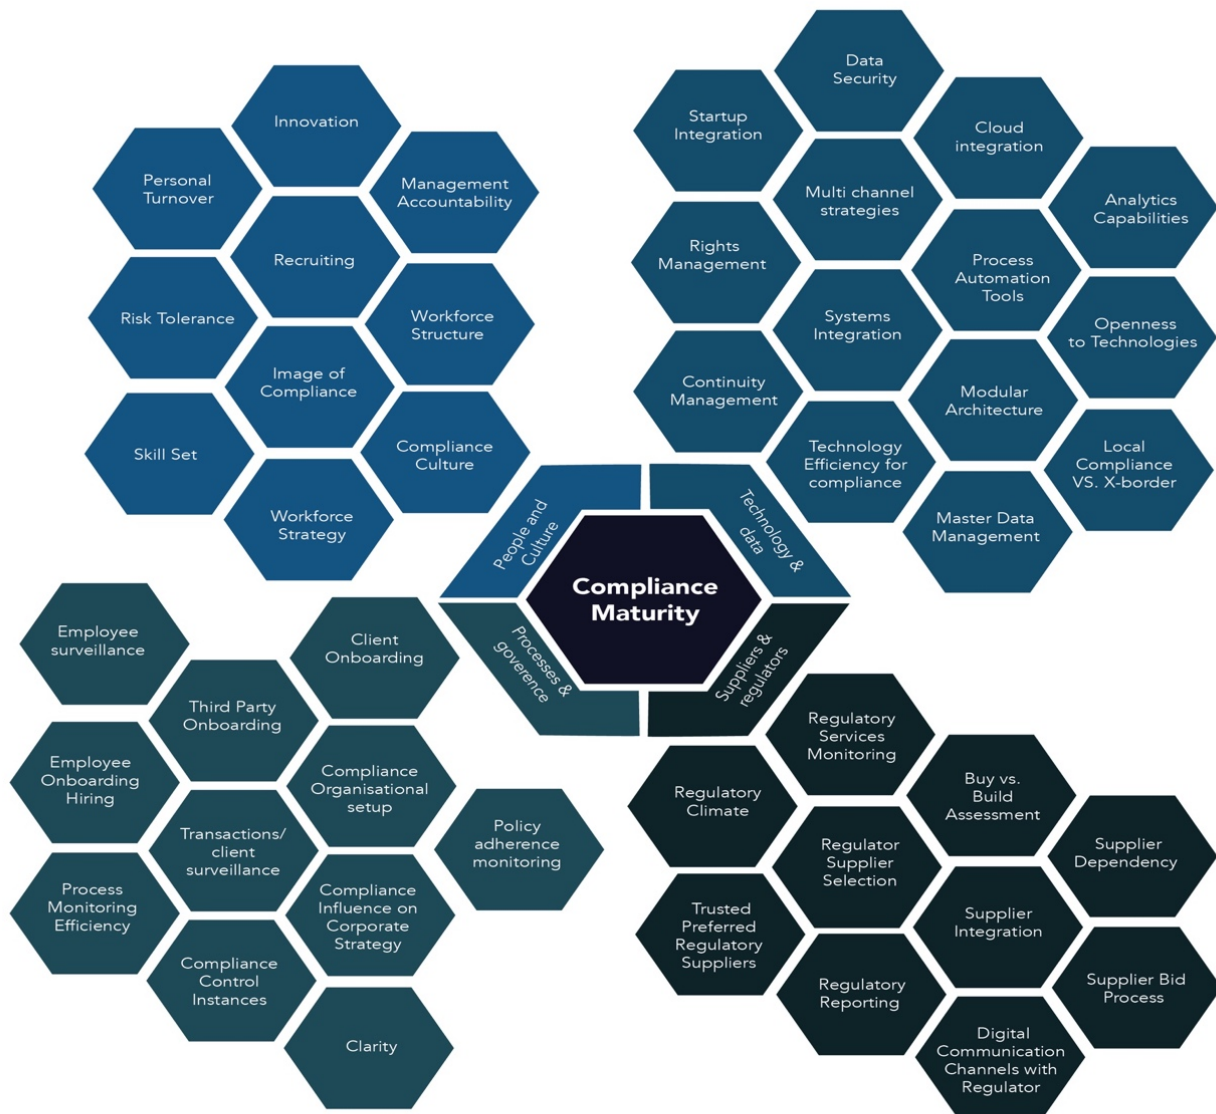 Innovation
Personal
Turnover
Management
Accountability
Recruiting
Risk Tolerance
Workforce
Structure
Image of
Compliance
Skill Set
Compliance
Culture
Workforce
Strategy
Data
Security
Startup
Integration
Cloud
integration
Multi channel
strategies
Analytics
Capabilities
Rights
Management
Process
Automation
Tools
Systems
Integration
Openness
to Technologies
Continuity
Management
Modular
Architecture
Technology
Efficiency for
compliance
Local
Compliance
VS. X-border
Master Data
Management
People and
Culture
Technology &
data
Compliance
Maturity
Processes &
goverence
Suppliers &
regulators
Employee
surveillance
Client
Onboarding
Third Party
Onboarding
Employee
Onboarding
Hiring
Compliance
Organisational
setup
Policy
adherence
monitoring
Transactions/
client
surveillance
Process
Monitoring
Efficiency
Compliance
Influence on
Corporate
Strategy
Compliance
Control
Instances
Clarity
Regulatory
Services
Monitoring
Regulatory
Climate
Buy vs.
Build
Assessment
Regulator
Supplier
Selection
Supplier
Dependency
Trusted
Preferred
Regulatory
Suppliers
Supplier
Integration
Regulatory
Reporting
Supplier Bid
Process
Digital
Communication
Channels with
Regulator